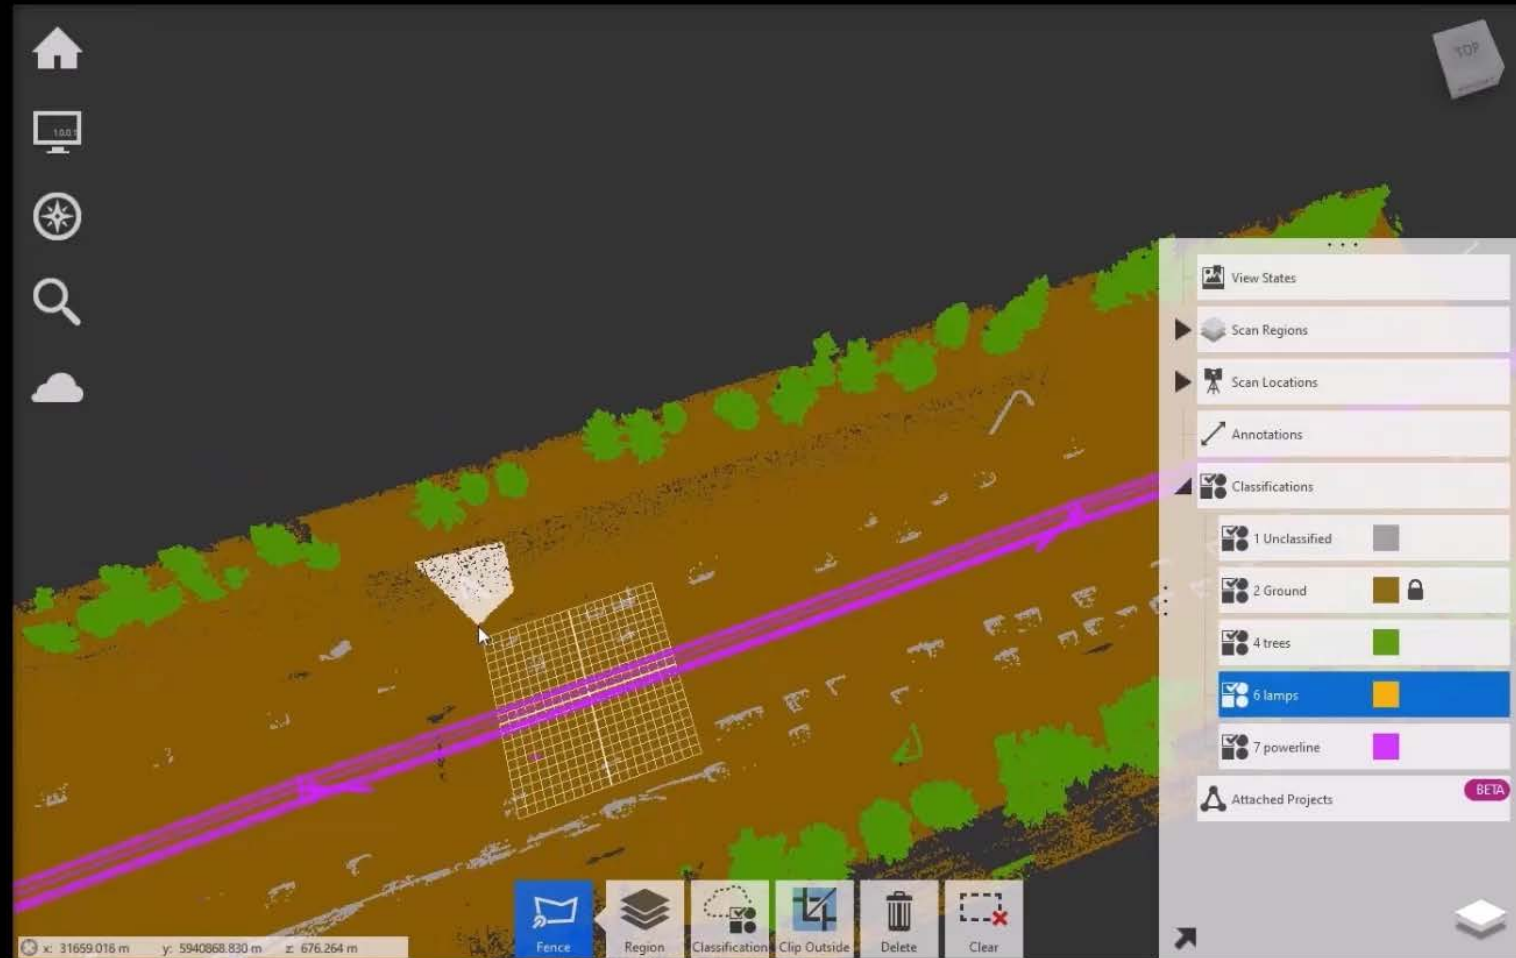 TOP
View States
Scan Regions
Scan Locations
Annotations
Classifications
1 Unclassified
2 Ground
4 trees
6 lamps
7 powerline
Attached Projects
BETA
Fence
Region
Classification
Clip Outside
Delete
Clear
x: 31659.016 m y: 5940868.830 m z: 676.264 m